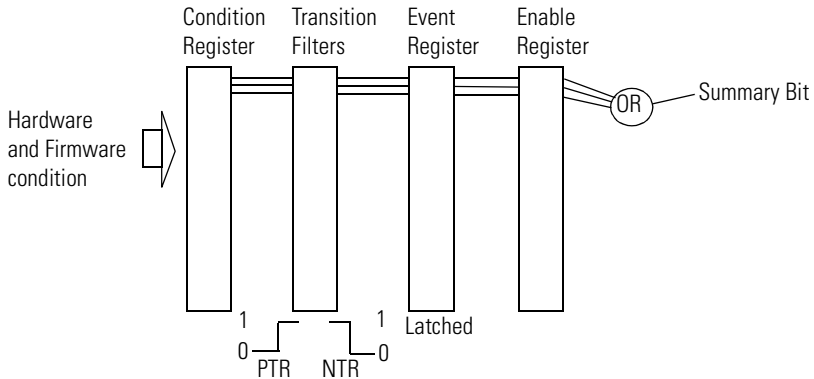 Condition
Register
Transition
Filters
Event
Register
Enable
Register
OR
Summary Bit
Hardware
and Firmware
condition
1
0
PTR
NTR
1
0
Latched